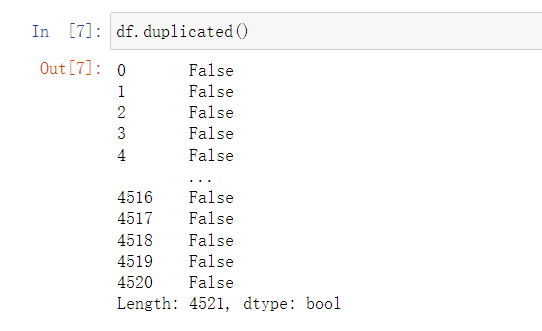 In [7]: df.duplicated()
Out[7]: 0 False
1 False
2 False
3 False
4 False
...
4516 False
4517 False
4518 False
4519 False
4520 False
Length: 4521, dtype: bool